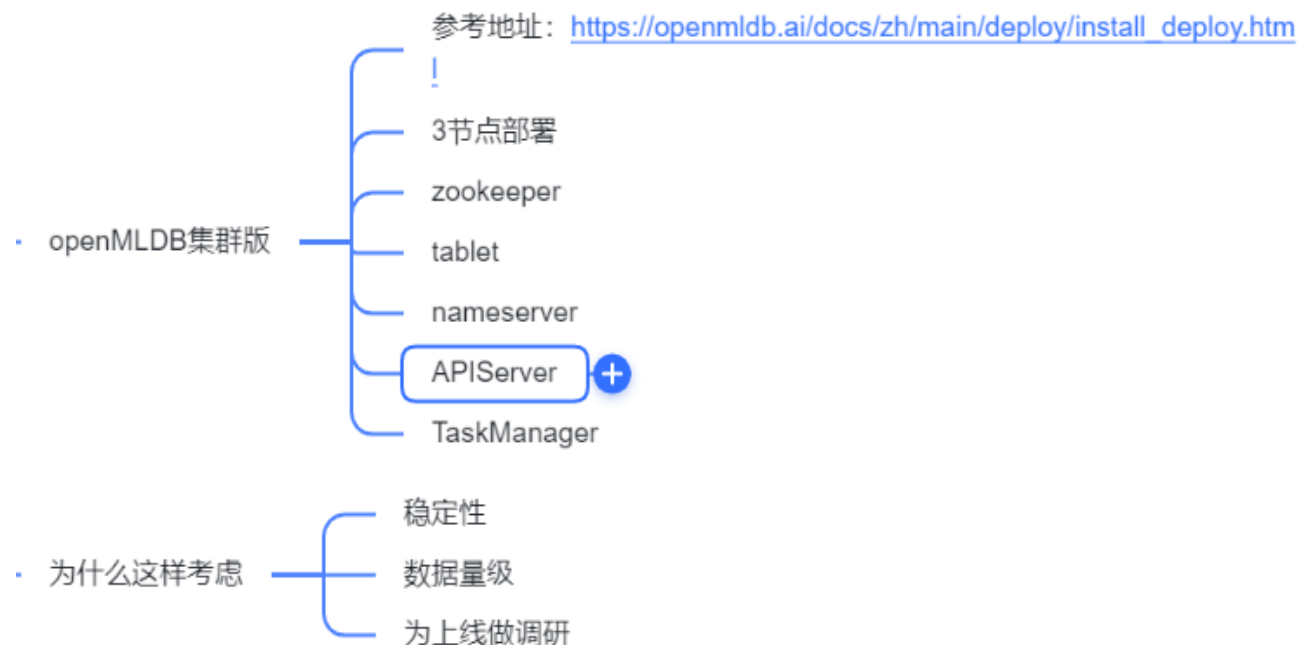 参考地址：https://openmldb.ai/docs/zh/main/deploy/install_deploy.htm
l
3节点部署
zookeeper
tablet
openMLDB集群版
nameserver
APIServer
TaskManager
稳定性
为什么这样考虑
数据量级
为上线做调研